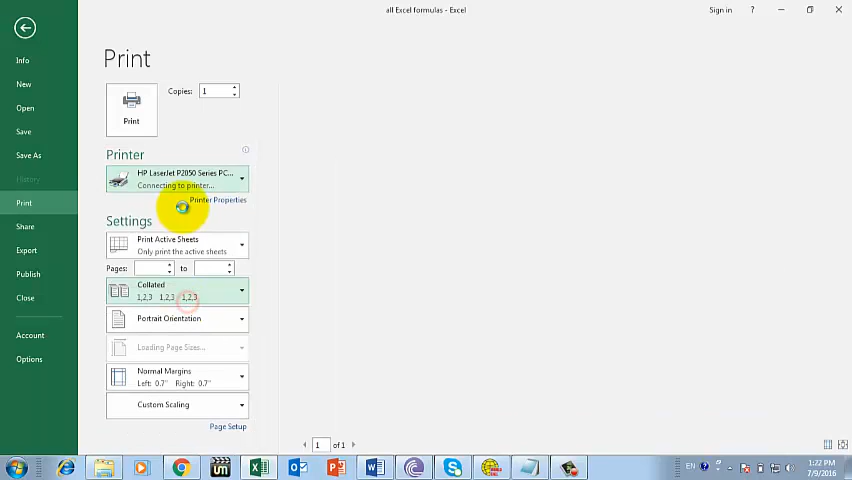 all Excel formulas - Excel
Sign in
?
Info
New
Open
Save
Save As
History
Print
Share
Export
Publish
Close
Account
Options
Print
Print
Copies: 1
Printer
HP LaserJet P2050 Series PC...
Connecting to printer...
Printer Properties
Settings
Print Active Sheets
Only print the active sheets
Pages: to
Collated
1,2,3 1,2,3 1,2,3
Portrait Orientation
Loading Page Sizes...
Normal Margins
Left: 0.7" Right: 0.7"
Custom Scaling
Page Setup
1 of 1
EN
1:22 PM
7/9/2016